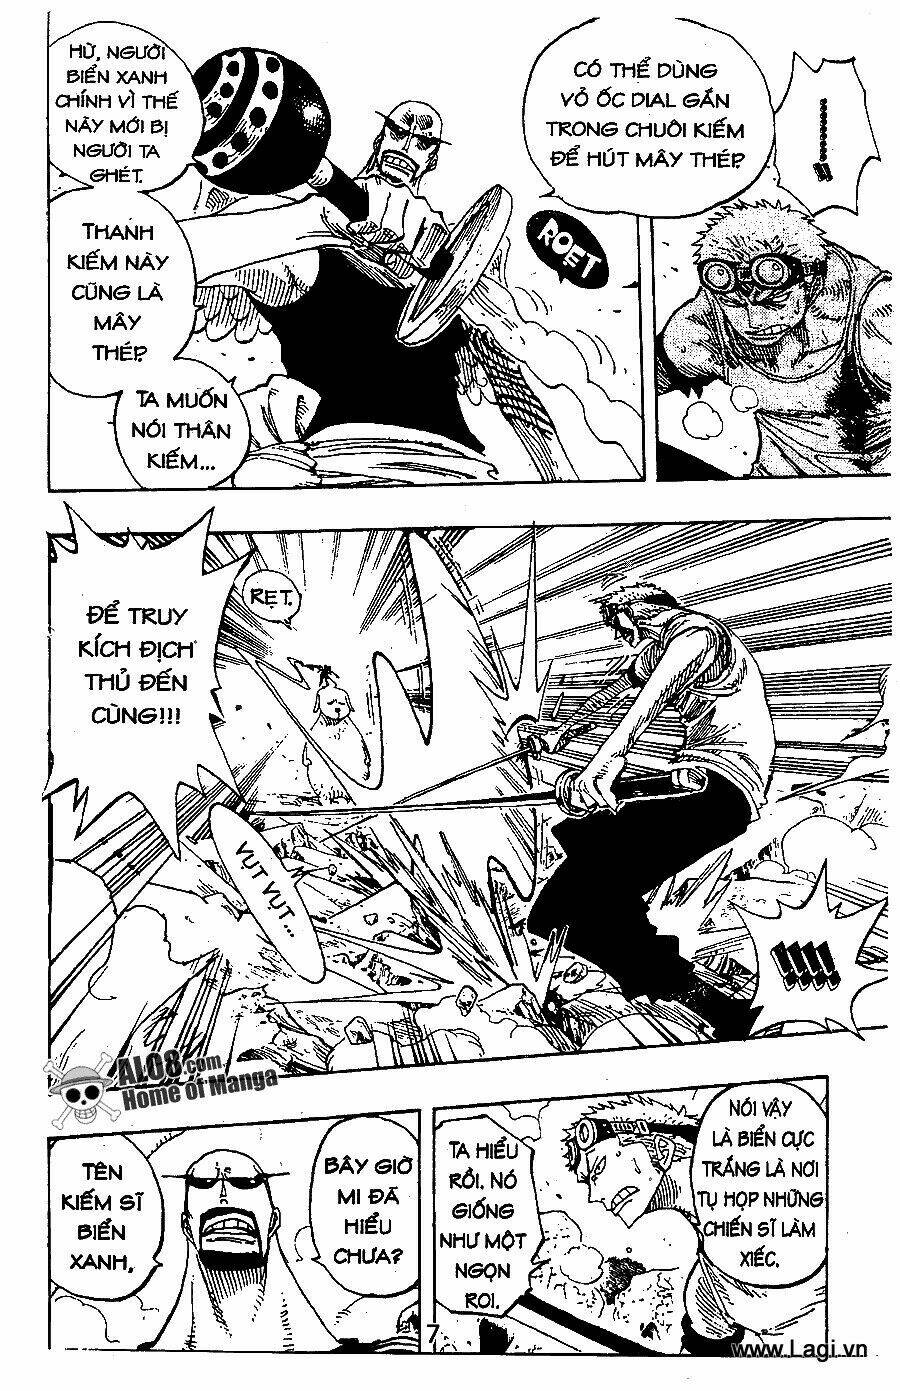 !!
CÓ THỂ DÙNG
VỎ ỐC DIAL GẮN
TRONG CHUÔI KIẾM
ĐỂ HÚT MÂY THÉP?
ROẸT
HỪ, NGƯỜI
BIỂN XANH
CHÍNH VÌ THẾ
NÀY MỚI BỊ
NGƯỜI TA
GHÉT.
THANH
KIẾM NÀY
CŨNG LÀ
MÂY
THÉP?
TA MUỐN
NÓI THÂN
KIẾM...
ĐỂ TRUY
KÍCH ĐỊCH
THỦ ĐẾN
CÙNG!!!
RẸT.
VỤT VỤT...
!!!!
ALO8.com
Home of Manga
NÓI VẬY
LÀ BIỂN CỰC
TRẮNG LÀ NƠI
TỤ HỌP NHỮNG
CHIẾN SĨ LÀM
XIẾC.
TA HIỂU
RỒI. NÓ
GIỐNG
NHƯ MỘT
NGỌN
ROI.
BÂY GIỜ
MI ĐÃ
HIỂU
CHƯA?
TÊN
KIẾM SĨ
BIỂN
XANH.
7
www.Lagi.vn